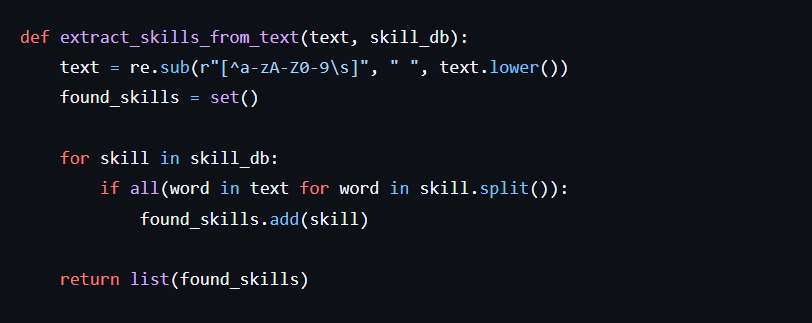 def extract_skills_from_text(text, skill_db):
    text = re.sub(r"[^a-zA-Z0-9\s]", " ", text.lower())
    found_skills = set()

    for skill in skill_db:
        if all(word in text for word in skill.split()):
            found_skills.add(skill)

    return list(found_skills)